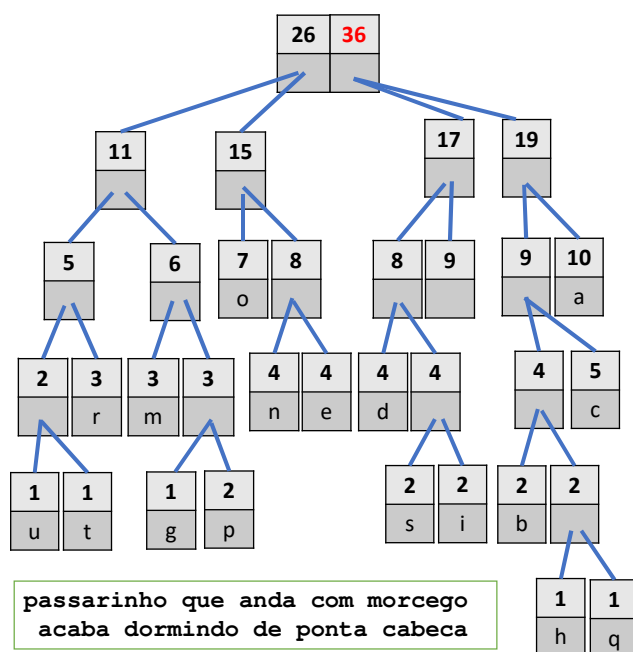 26 36
11 15 17 19
5 6 7 8 8 9 9 10
o a
2 3 3 3 4 4 4 4 4 5
r m n e d c
1 1 1 2 2 2 2 2
u t g p s i b
1 1
h q
passarinho que anda com morcego
acaba dormindo de ponta cabeca